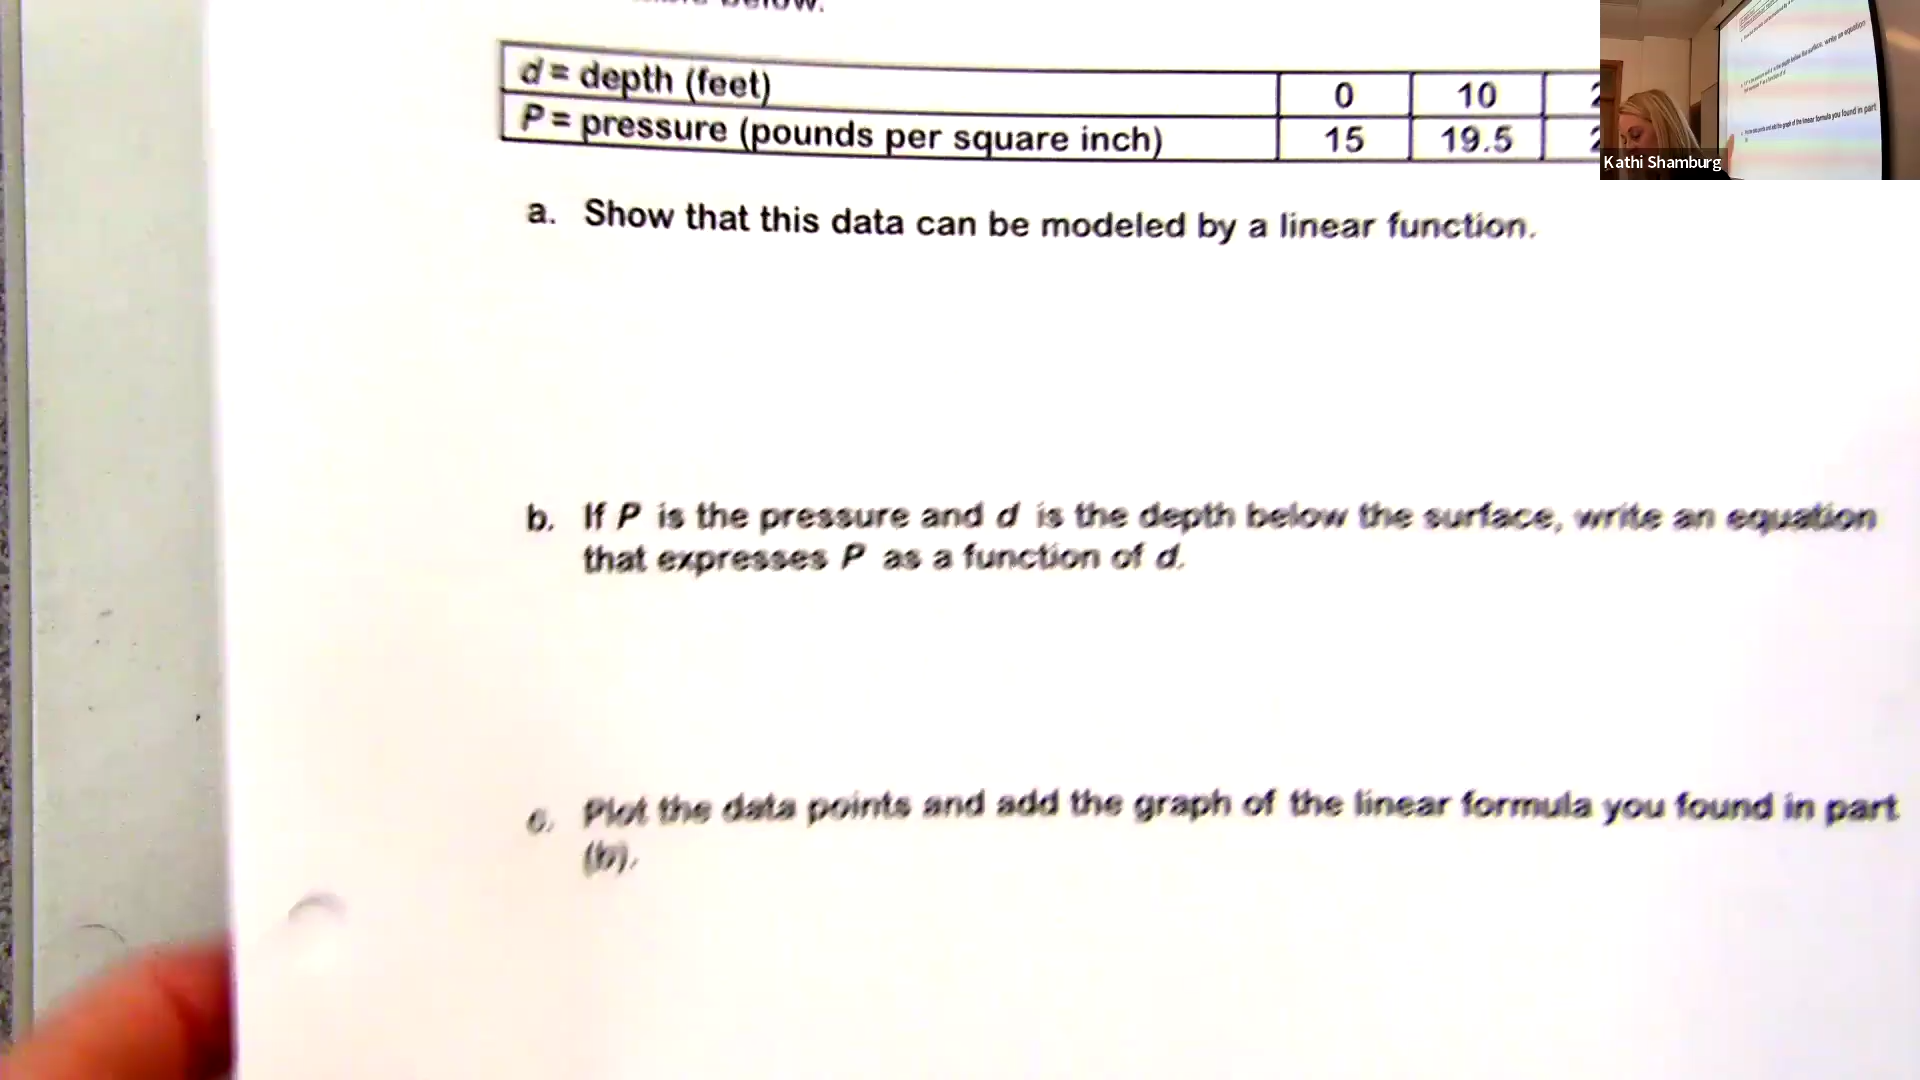 below.
d = depth (feet) 0 10 2
P = pressure (pounds per square inch) 15 19.5 2
a. Show that this data can be modeled by a linear function.
b. If P is the pressure and d is the depth below the surface, write an equation
that expresses P as a function of d.
c. Plot the data points and add the graph of the linear formula you found in part
(b).
Kathi Shamburg